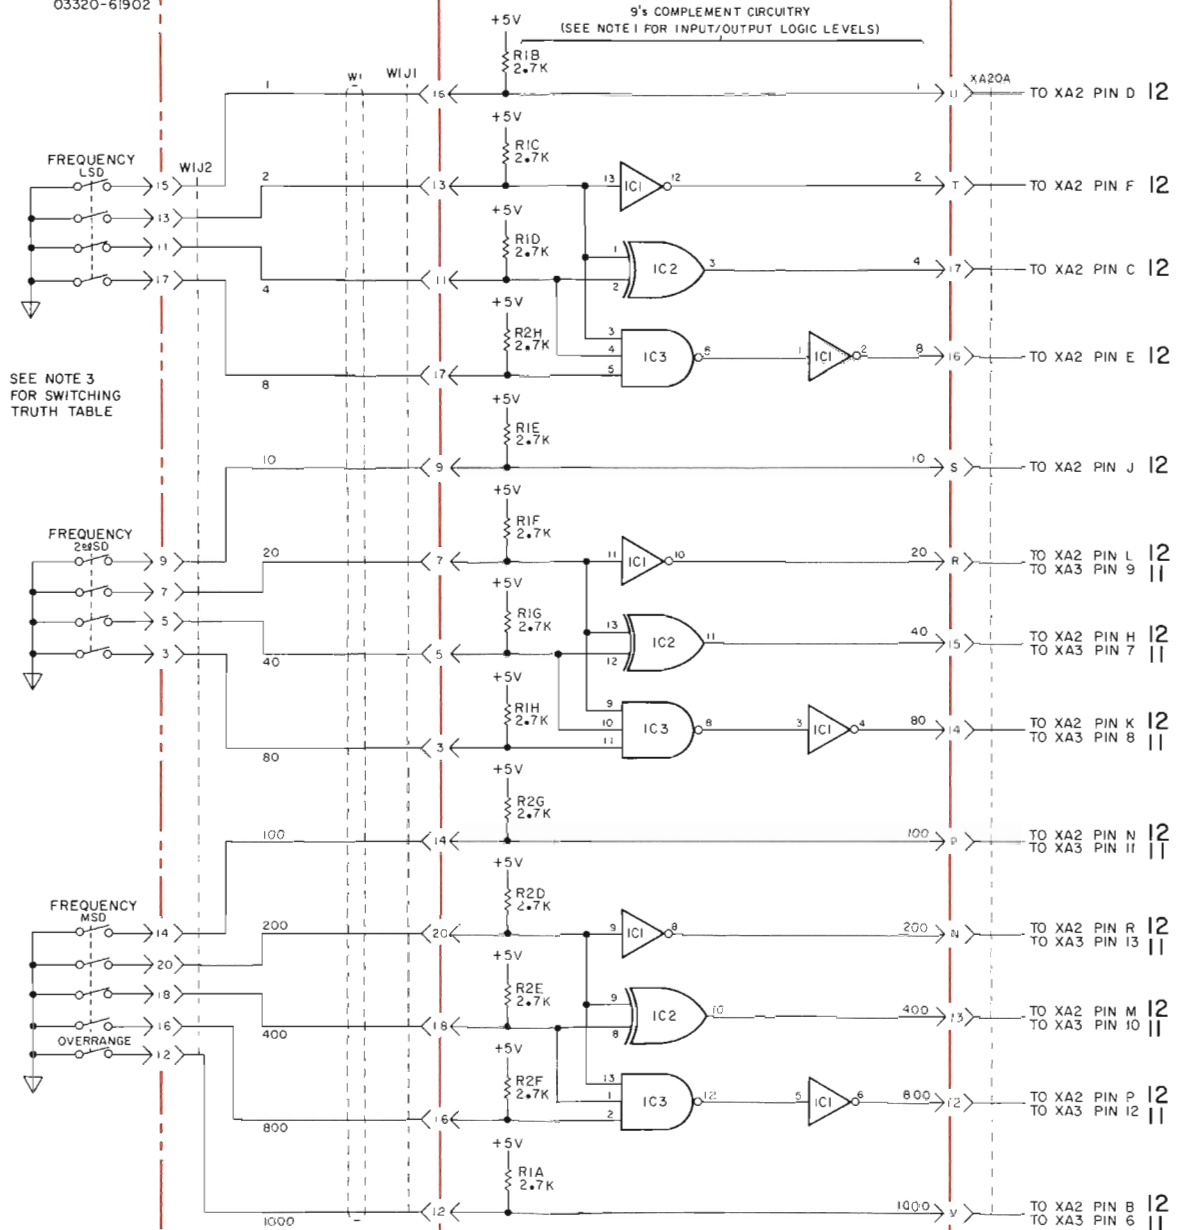 03320-61902
9's COMPLEMENT CIRCUITRY
(SEE NOTE 1 FOR INPUT/OUTPUT LOGIC LEVELS)
+5V
R1B
2.7K
1 W1 W1J1 16 1 U XA20A TO XA2 PIN D 12
+5V
R1C
2.7K
FREQUENCY
LSD
W1J2
15 2 13 13 IC1 12 2 T TO XA2 PIN F 12
13
+5V
R1D
2.7K
11
1 IC2 3 4 17 TO XA2 PIN C 12
17 4 11 2
+5V
R2H
2.7K
3
4 IC3 6 1 IC1 2 8 16 TO XA2 PIN E 12
5
8 17
SEE NOTE 3
FOR SWITCHING
TRUTH TABLE
+5V
R1E
2.7K
10 9 10 S TO XA2 PIN J 12
+5V
R1F
2.7K
FREQUENCY
2ndSD
9 20 7 11 IC1 10 20 R TO XA2 PIN L 12
TO XA3 PIN 9 11
7
+5V
R1G
2.7K
5
13 IC2 11 40 15 TO XA2 PIN H 12
TO XA3 PIN 7 11
3 40 5 12
+5V
R1H
2.7K
9
10 IC3 8 3 IC1 4 80 14 TO XA2 PIN K 12
TO XA3 PIN 8 11
11
80 3
+5V
R2G
2.7K
100 14 100 P TO XA2 PIN N 12
TO XA3 PIN 11 11
+5V
R2D
2.7K
FREQUENCY
MSD
14 200 20 9 IC1 8 200 N TO XA2 PIN R 12
TO XA3 PIN 13 11
20
+5V
R2E
2.7K
18
9 IC2 10 400 13 TO XA2 PIN M 12
TO XA3 PIN 10 11
16 400 18 8
OVERRANGE
12
+5V
R2F
2.7K
13
1 IC3 12 5 IC1 6 800 12 TO XA2 PIN P 12
TO XA3 PIN 12 11
2
800 16
+5V
R1A
2.7K
1000 12 1000 V TO XA2 PIN B 12
TO XA3 PIN 6 11